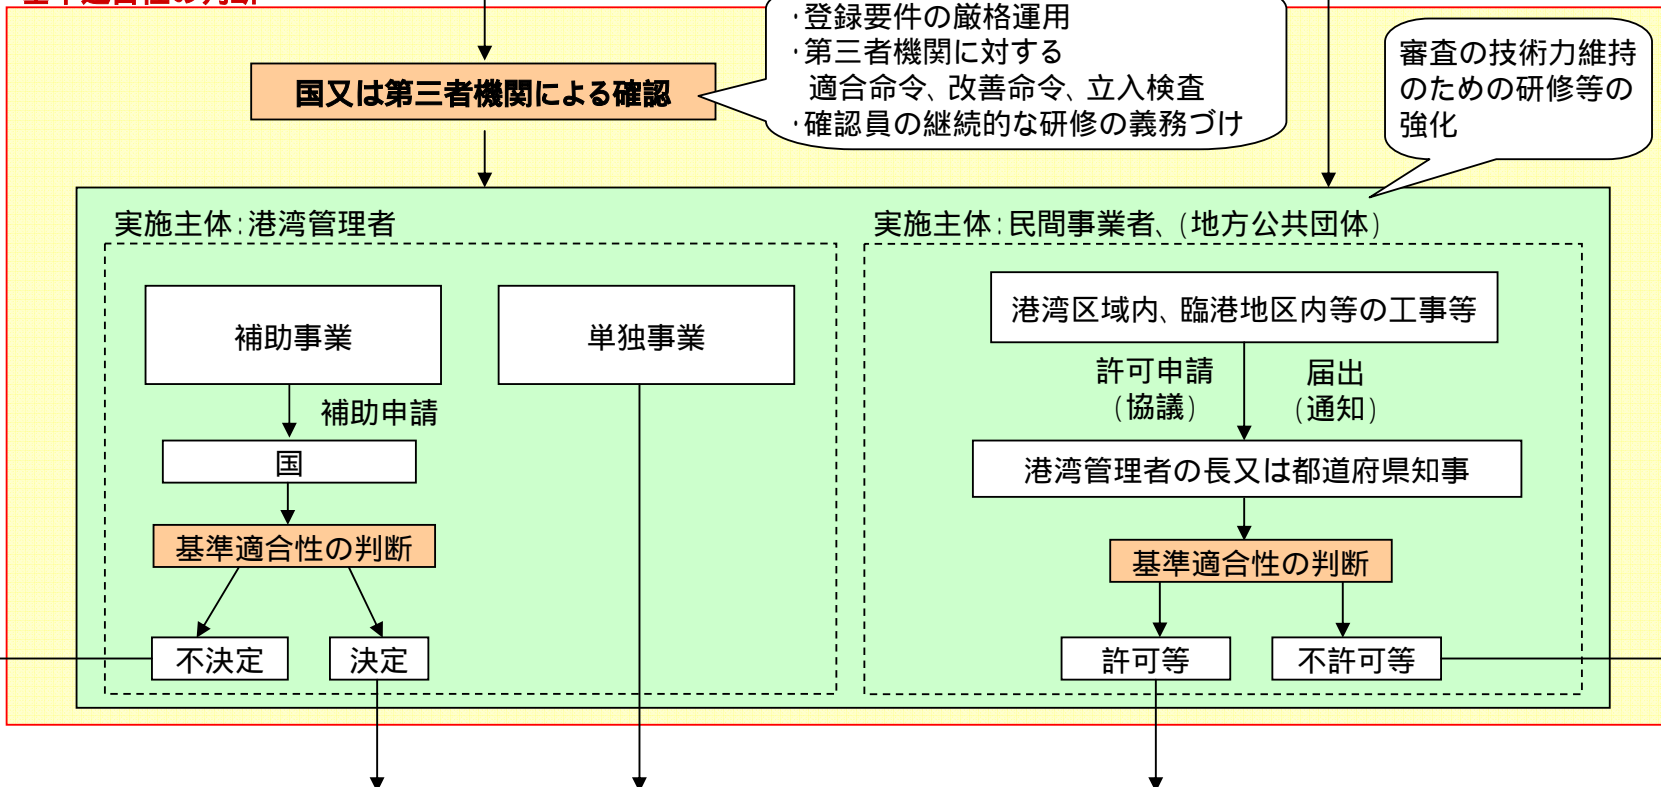 基準適合性の判断
・登録要件の厳格運用
・第三者機関に対する
適合命令、改善命令、立入検査
・確認員の継続的な研修の義務づけ
審査の技術力維持
のための研修等の
強化
国又は第三者機関による確認
実施主体:港湾管理者
補助事業
単独事業
補助申請
国
基準適合性の判断
不決定
決定
実施主体:民間事業者、(地方公共団体)
港湾区域内、臨港地区内等の工事等
許可申請
(協議)
届出
(通知)
港湾管理者の長又は都道府県知事
基準適合性の判断
許可等
不許可等